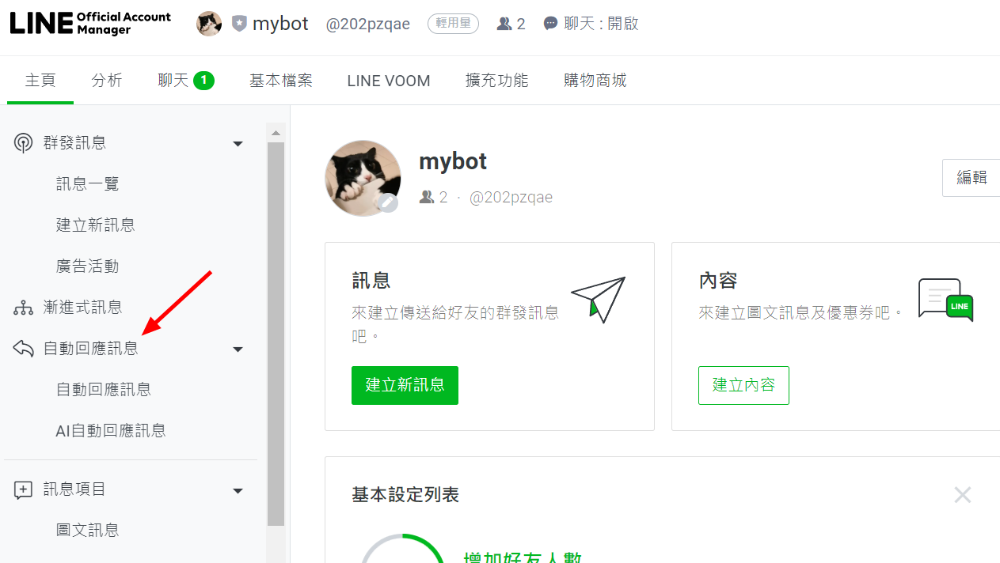 LINE Official Account Manager
mybot @202pzqae 輕用量 2 聊天 : 開啟
主頁 分析 聊天 1 基本檔案 LINE VOOM 擴充功能 購物商城
群發訊息
訊息一覽
建立新訊息
廣告活動
漸進式訊息
自動回應訊息
自動回應訊息
AI自動回應訊息
訊息項目
圖文訊息
mybot
2 · @202pzqae
編輯
訊息
來建立傳送給好友的群發訊息
吧。
建立新訊息
內容
來建立圖文訊息及優惠券吧。
LINE
建立內容
基本設定列表
增加好友人數